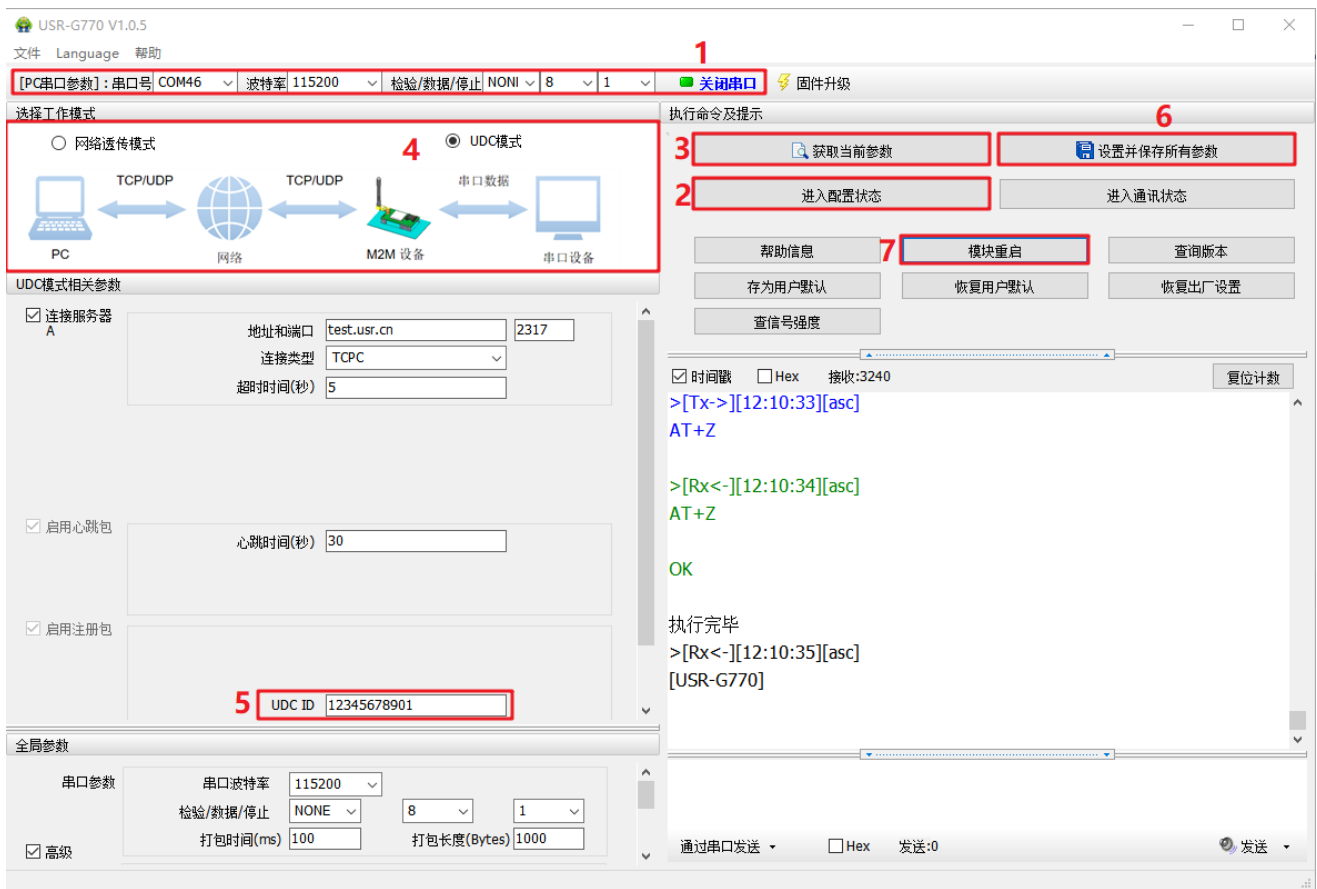 USR-G770 V1.0.5
文件 Language 帮助
1
[PC串口参数]：串口号 COM46 波特率 115200 检验/数据/停止 NONI 8 1 关闭串口 固件升级
选择工作模式
网络透传模式
4
UDC模式
TCP/UDP TCP/UDP 串口数据
PC 网络 M2M 设备 串口设备
UDC模式相关参数
连接服务器
A
地址和端口 test.usr.cn 2317
连接类型 TCPC
超时时间(秒) 5
启用心跳包
心跳时间(秒) 30
启用注册包
5 UDC ID 12345678901
全局参数
串口参数 串口波特率 115200
检验/数据/停止 NONE 8 1
打包时间(ms) 100 打包长度(Bytes) 1000
高级
执行命令及提示
6
3 获取当前参数 设置并保存所有参数
2 进入配置状态 进入通讯状态
帮助信息 7 模块重启 查询版本
存为用户默认 恢复用户默认 恢复出厂设置
查信号强度
时间戳 Hex 接收:3240 复位计数
>[Tx->][12:10:33][asc]
AT+Z
>[Rx<-][12:10:34][asc]
AT+Z
OK
执行完毕
>[Rx<-][12:10:35][asc]
[USR-G770]
通过串口发送 Hex 发送:0 发送